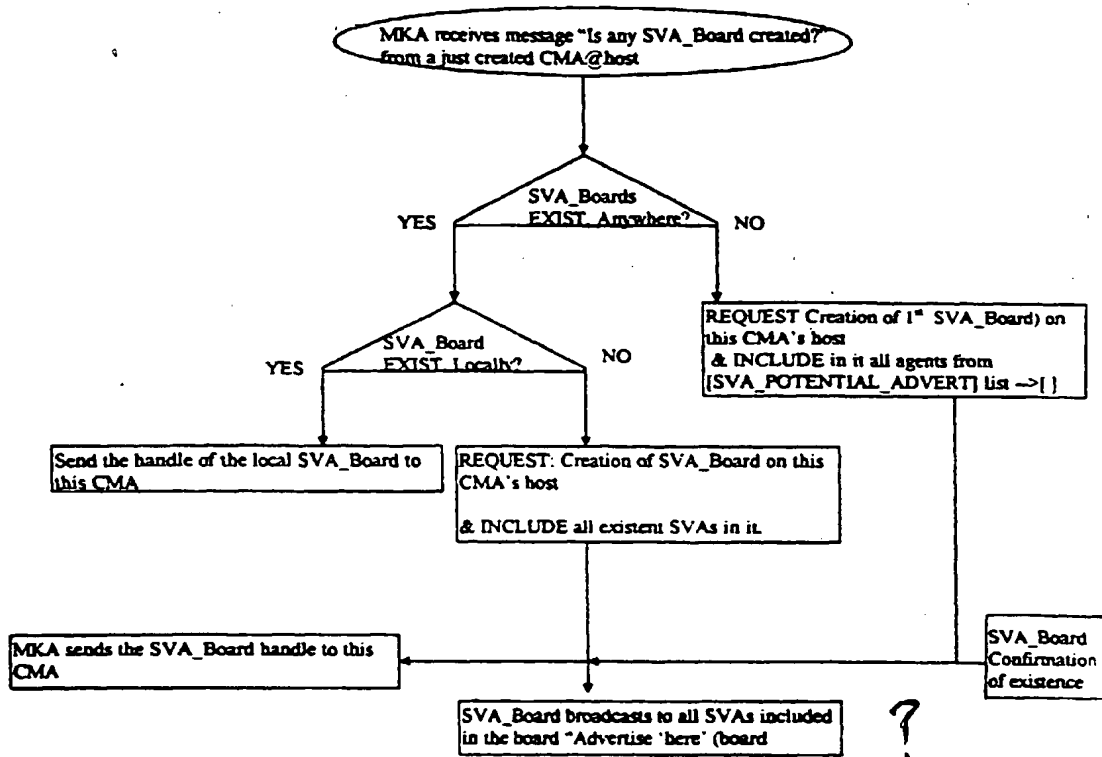 MKA receives message "Is any SVA_Board created?"
from a just created CMA@host
SVA_Boards
EXIST Anywhere?
YES
NO
SVA_Board
EXIST Locally?
YES
NO
REQUEST Creation of 1st SVA_Board) on
this CMA's host
& INCLUDE in it all agents from
[SVA_POTENTIAL_ADVERT] List -->[ ]
Send the handle of the local SVA_Board to
this CMA
REQUEST: Creation of SVA_Board on this
CMA's host
& INCLUDE all existent SVAs in it.
MKA sends the SVA_Board handle to this
CMA
SVA_Board
Confirmation
of existence
SVA_Board broadcasts to all SVAs included
in the board "Advertise 'here' (board
?